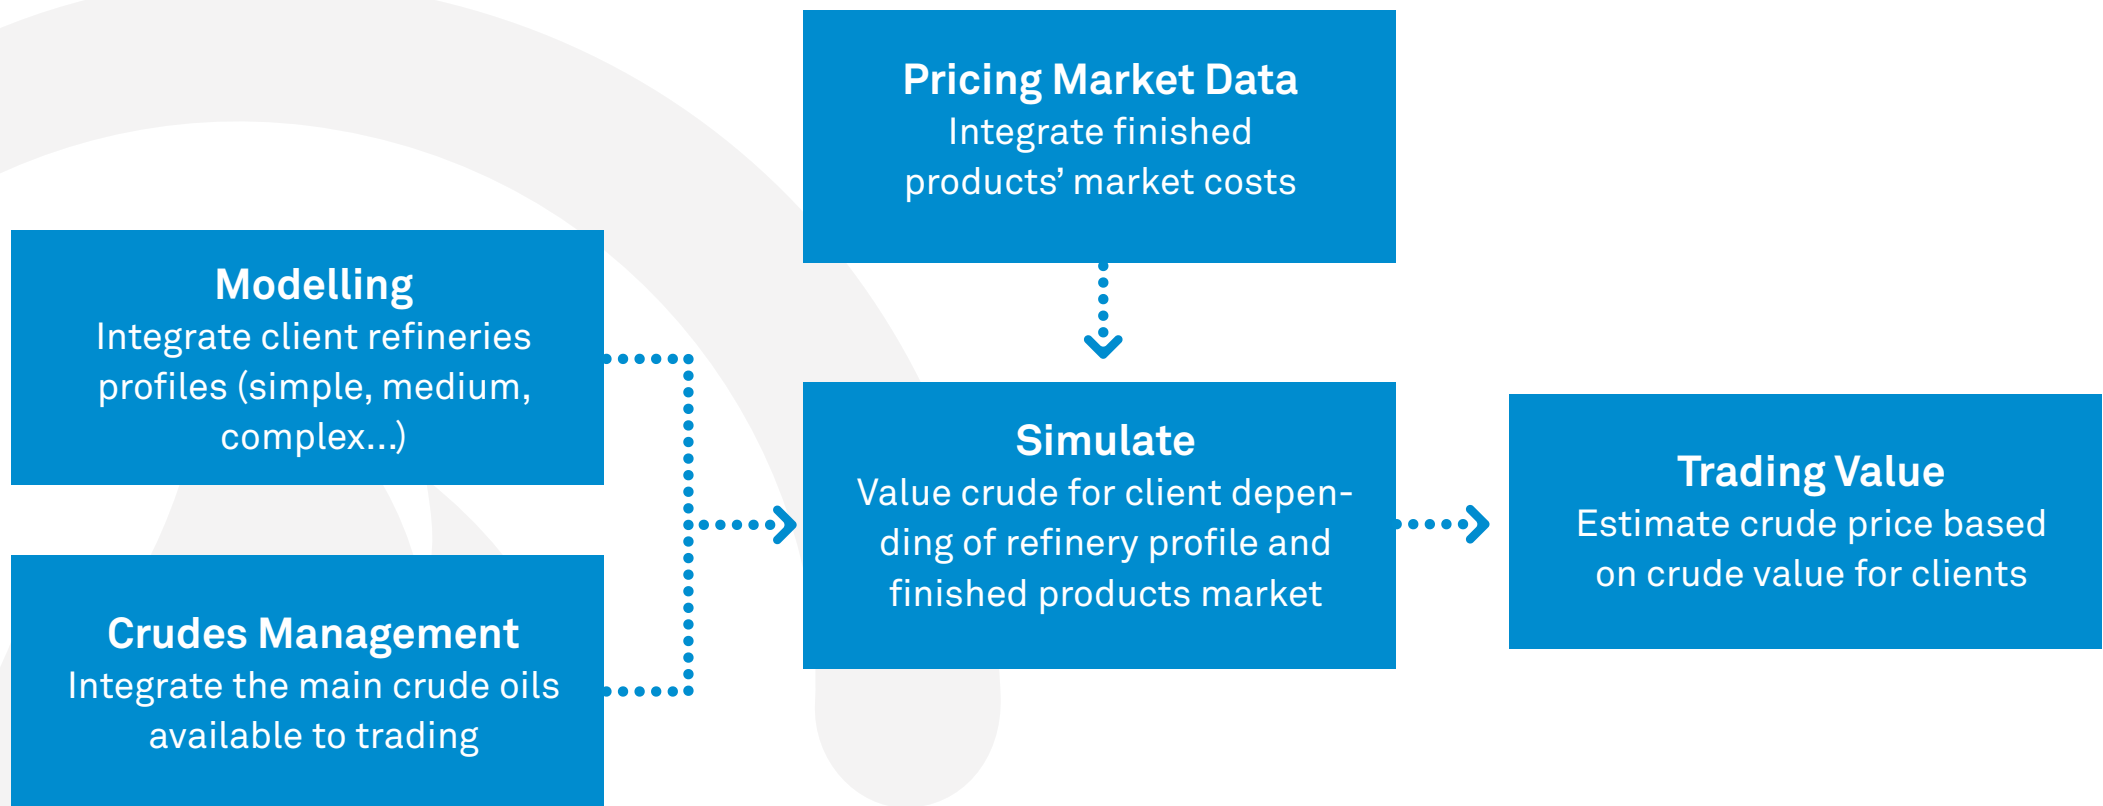 Pricing Market Data
Integrate finished
products’ market costs
Modelling
Integrate client refineries
profiles (simple, medium,
complex...)
Crudes Management
Integrate the main crude oils
available to trading
Simulate
Value crude for client depen-
ding of refinery profile and
finished products market
Trading Value
Estimate crude price based
on crude value for clients